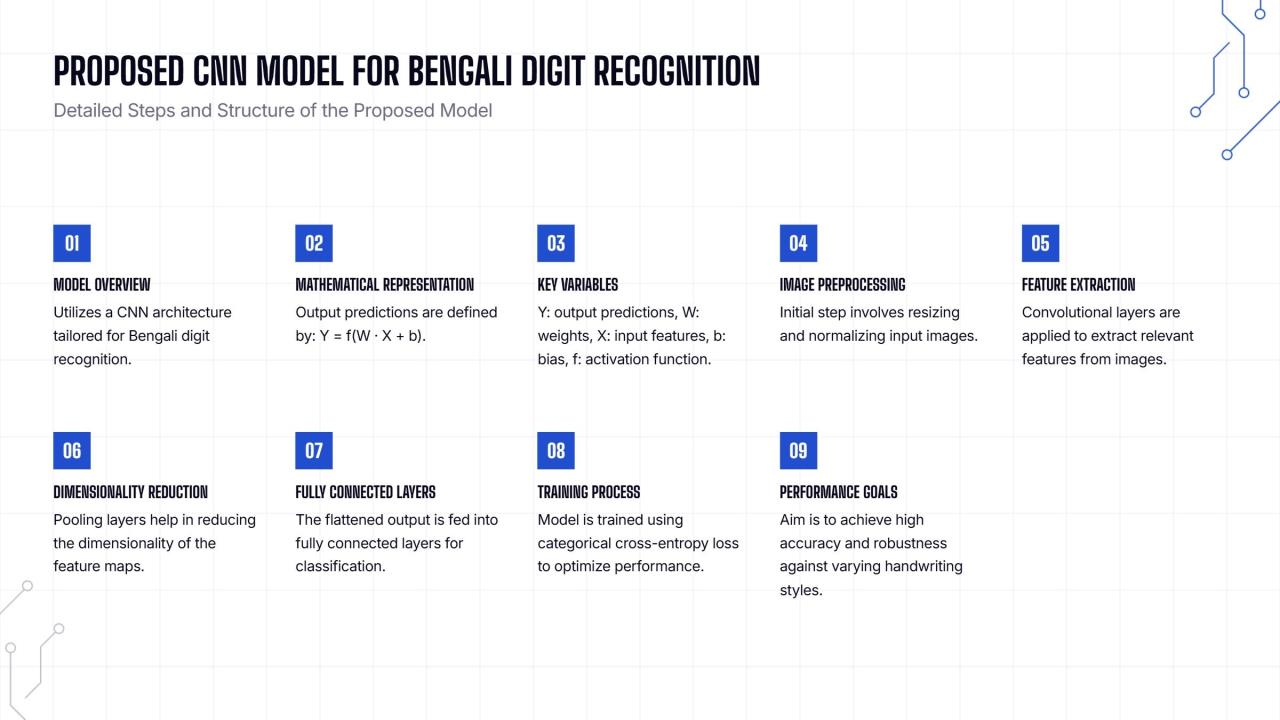 PROPOSED CNN MODEL FOR BENGALI DIGIT RECOGNITION
Detailed Steps and Structure of the Proposed Model
01
MODEL OVERVIEW
Utilizes a CNN architecture
tailored for Bengali digit
recognition.
02
MATHEMATICAL REPRESENTATION
Output predictions are defined
by: Y = f(W · X + b).
03
KEY VARIABLES
Y: output predictions, W:
weights, X: input features, b:
bias, f: activation function.
04
IMAGE PREPROCESSING
Initial step involves resizing
and normalizing input images.
05
FEATURE EXTRACTION
Convolutional layers are
applied to extract relevant
features from images.
06
DIMENSIONALITY REDUCTION
Pooling layers help in reducing
the dimensionality of the
feature maps.
07
FULLY CONNECTED LAYERS
The flattened output is fed into
fully connected layers for
classification.
08
TRAINING PROCESS
Model is trained using
categorical cross-entropy loss
to optimize performance.
09
PERFORMANCE GOALS
Aim is to achieve high
accuracy and robustness
against varying handwriting
styles.